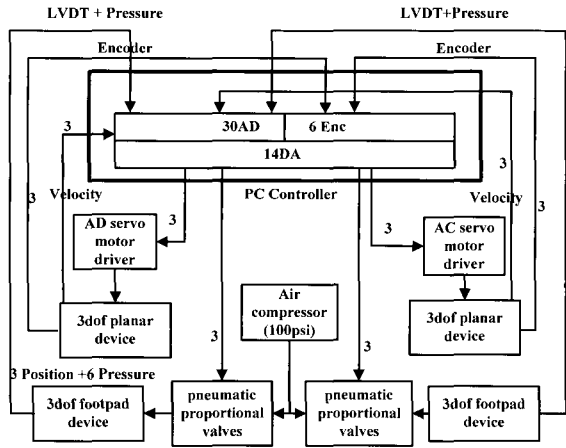 LVDT + Pressure
LVDT+Pressure
Encoder
Encoder
30AD
6 Enc
14DA
3
3
PC Controller
Velocity
Velocity
3
3
3
3
AD servo
motor
driver
AC servo
motor
driver
3dof planar
device
Air
compressor
(100psi)
3dof planar
device
3
3
3 Position +6 Pressure
3dof footpad
device
pneumatic
proportional
valves
pneumatic
proportional
valves
3dof footpad
device